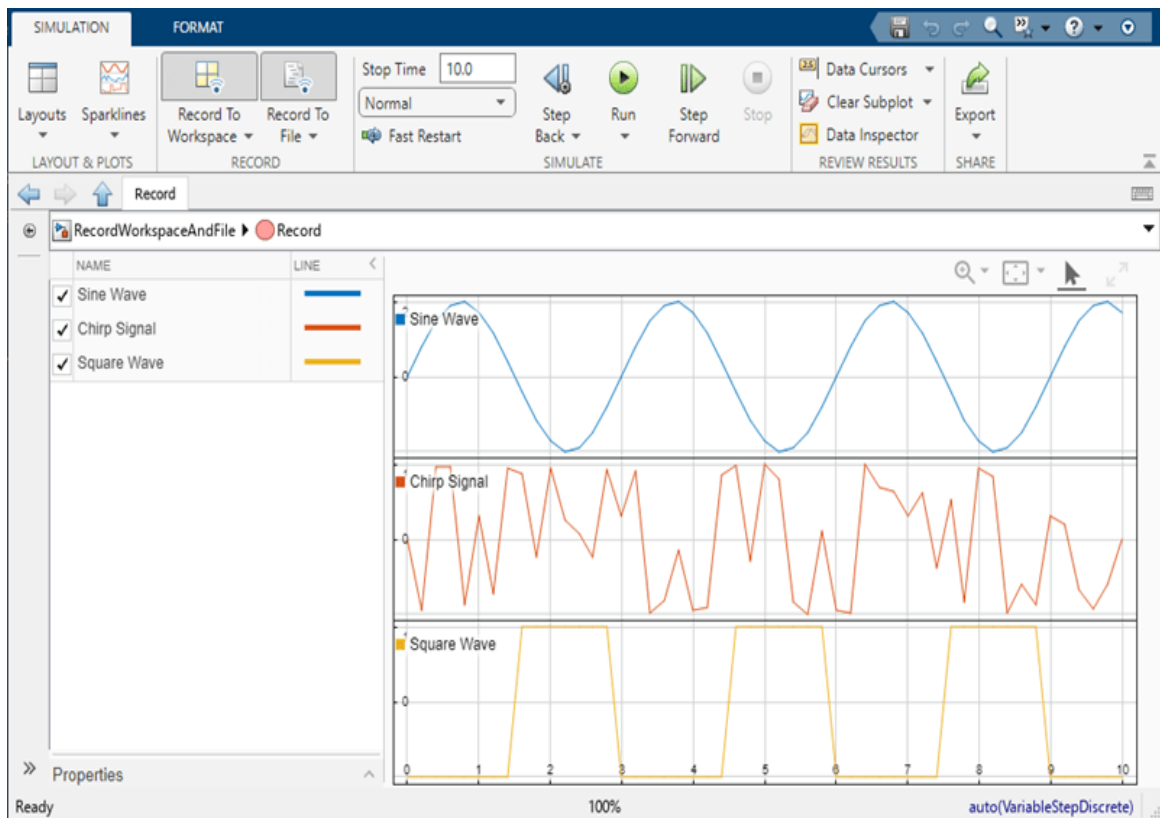 SIMULATION FORMAT
Stop Time 10.0
Data Cursors
Normal
Clear Subplot
Layouts Sparklines Record To Record To Step Run Step Stop Export
Workspace File Back Forward
Fast Restart
Data Inspector
LAYOUT & PLOTS RECORD SIMULATE REVIEW RESULTS SHARE
Record
RecordWorkspaceAndFile Record
NAME LINE
Sine Wave
Chirp Signal
Square Wave
Sine Wave
0
Chirp Signal
0
Square Wave
0
0 1 2 3 4 5 6 7 8 9 10
Properties
Ready 100% auto(VariableStepDiscrete)